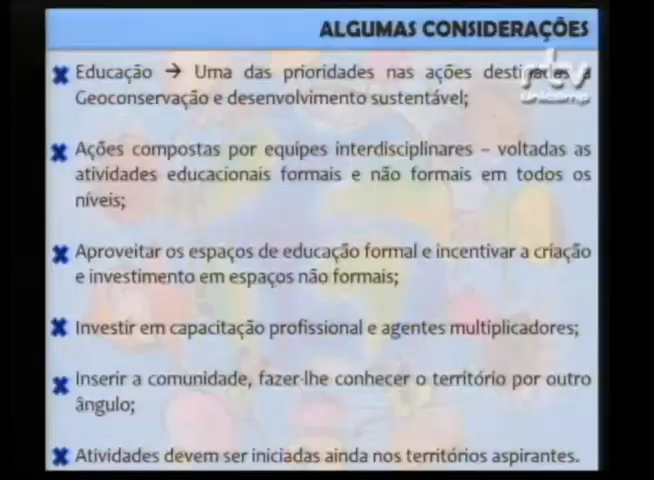 ALGUMAS CONSIDERAÇÕES
Educação → Uma das prioridades nas ações destinadas a
Geoconservação e desenvolvimento sustentável;
Ações compostas por equipes interdisciplinares – voltadas as
atividades educacionais formais e não formais em todos os
níveis;
Aproveitar os espaços de educação formal e incentivar a criação
e investimento em espaços não formais;
Investir em capacitação profissional e agentes multiplicadores;
Inserir a comunidade, fazer-lhe conhecer o território por outro
ângulo;
Atividades devem ser iniciadas ainda nos territórios aspirantes.
rtv
unicamp